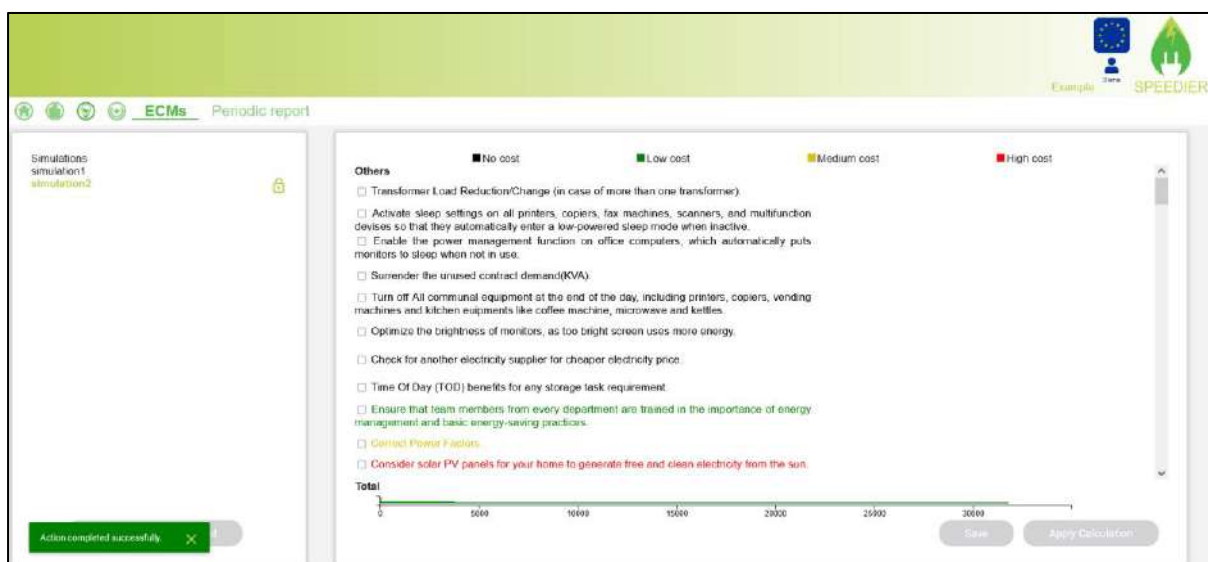 Example
Demo
SPEEDIER
ECMs
Periodic report
Simulations
simulation1
simulation2
No cost
Low cost
Medium cost
High cost
Others
Transformer Load Reduction/Change (in case of more than one transformer).
Activate sleep settings on all printers, copiers, fax machines, scanners, and multifunction
devises so that they automatically enter a low-powered sleep mode when inactive.
Enable the power management function on office computers, which automatically puts
monitors to sleep when not in use.
Surrender the unused contract demand(KVA).
Turn off All communal equipment at the end of the day, including printers, copiers, vending
machines and kitchen euipments like coffee machine, microwave and kettles.
Optimize the brightness of monitors, as too bright screen uses more energy.
Check for another electricity supplier for cheaper electricity price.
Time Of Day (TOD) benefits for any storage task requirement.
Ensure that team members from every department are trained in the importance of energy
management and basic energy-saving practices.
Correct Power Factors.
Consider solar PV panels for your home to generate free and clean electricity from the sun.
Total
0 5000 10000 15000 20000 25000 30000
Save
Apply Calculation
Action completed successfully.